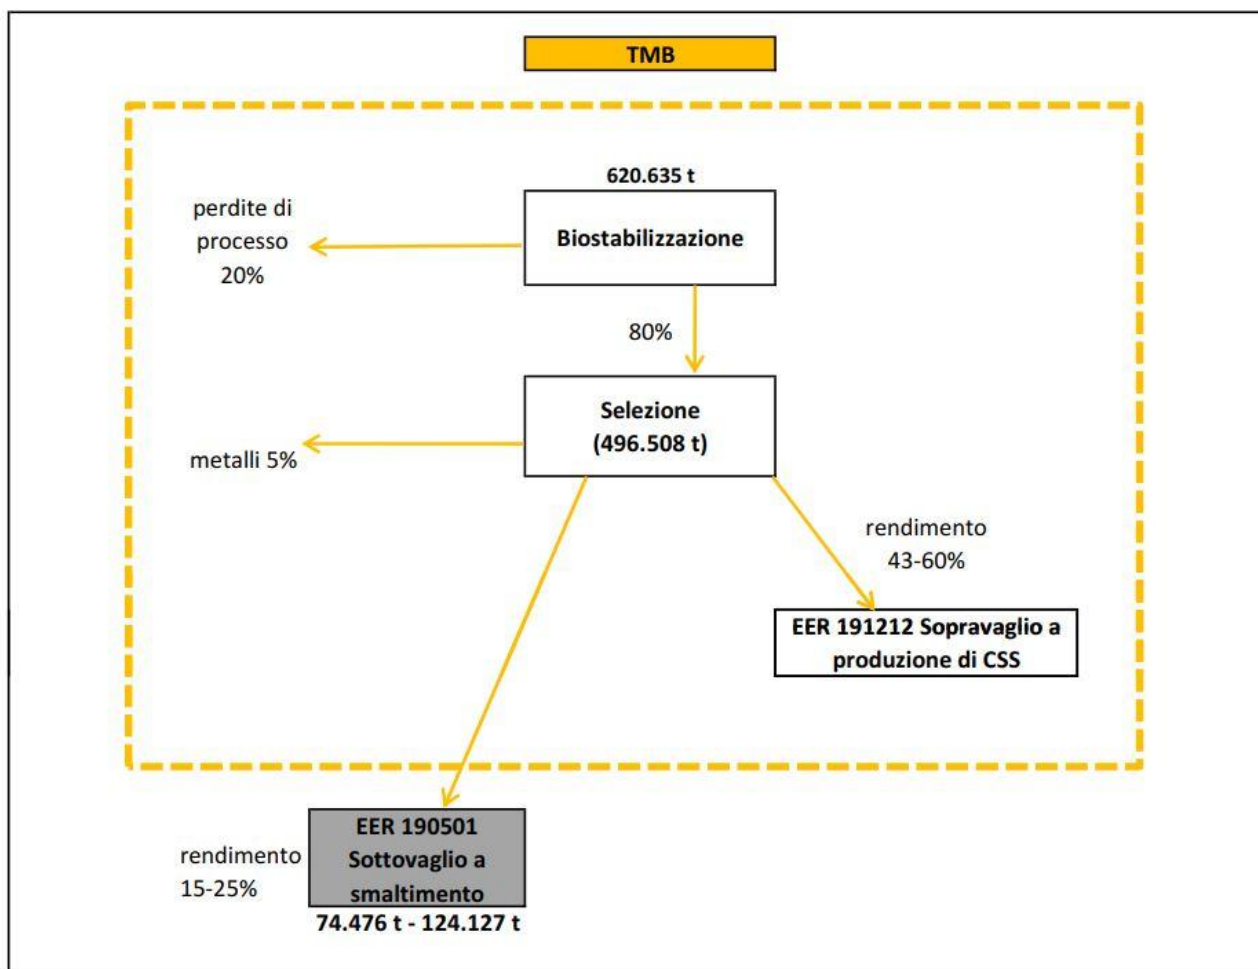 TMB
620.635 t
Biostabilizzazione
perdite di
processo
20%
80%
Selezione
(496.508 t)
metalli 5%
rendimento
43-60%
EER 191212 Sopravaglio a
produzione di CSS
EER 190501
Sottovaglio a
smaltimento
rendimento
15-25%
74.476 t - 124.127 t